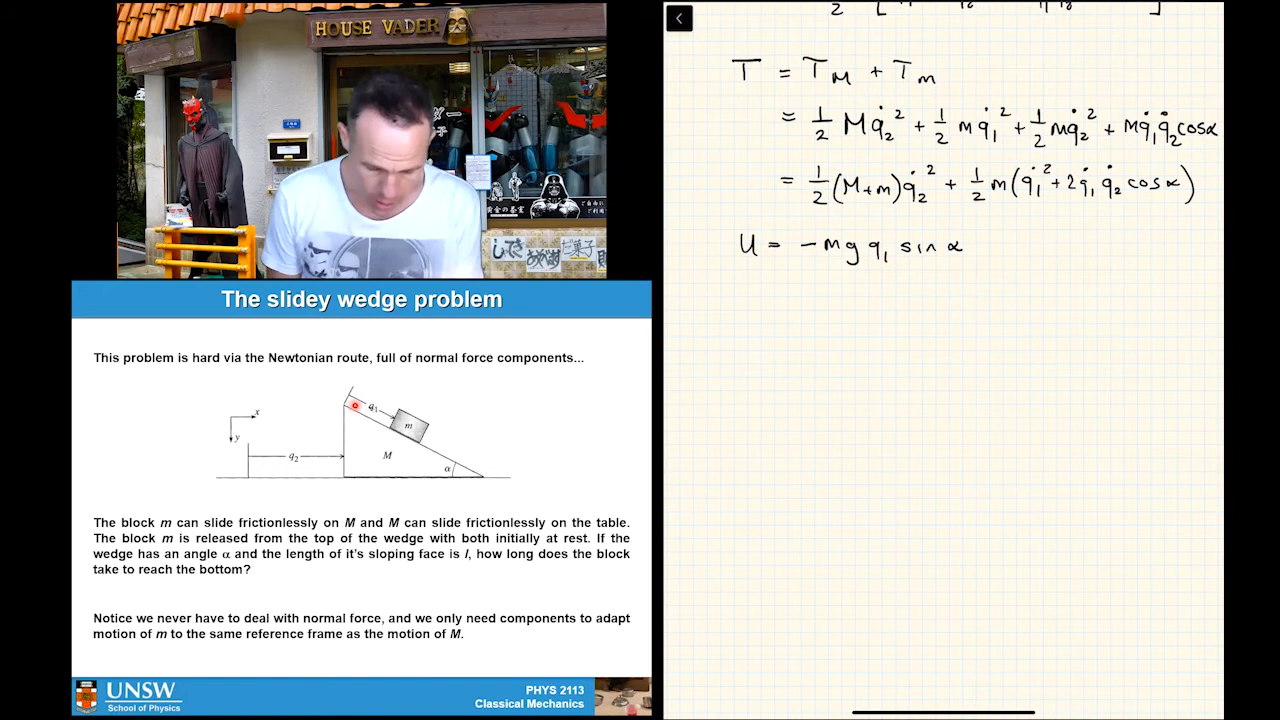 HOUSE VADER
The slidey wedge problem
This problem is hard via the Newtonian route, full of normal force components...
x
y
q₁
m
q₂
M
α
The block m can slide frictionlessly on M and M can slide frictionlessly on the table.
The block m is released from the top of the wedge with both initially at rest. If the
wedge has an angle α and the length of it's sloping face is l, how long does the block
take to reach the bottom?
Notice we never have to deal with normal force, and we only need components to adapt
motion of m to the same reference frame as the motion of M.
UNSW
School of Physics
PHYS 2113
Classical Mechanics
T = T_M + T_m
= 1/2 M q̇₂² + 1/2 m q̇₁² + 1/2 m q̇₂² + m q̇₁ q̇₂ cosα
= 1/2 (M+m) q̇₂² + 1/2 m (q̇₁² + 2 q̇₁ q̇₂ cosα)
U = -mg q₁ sin α